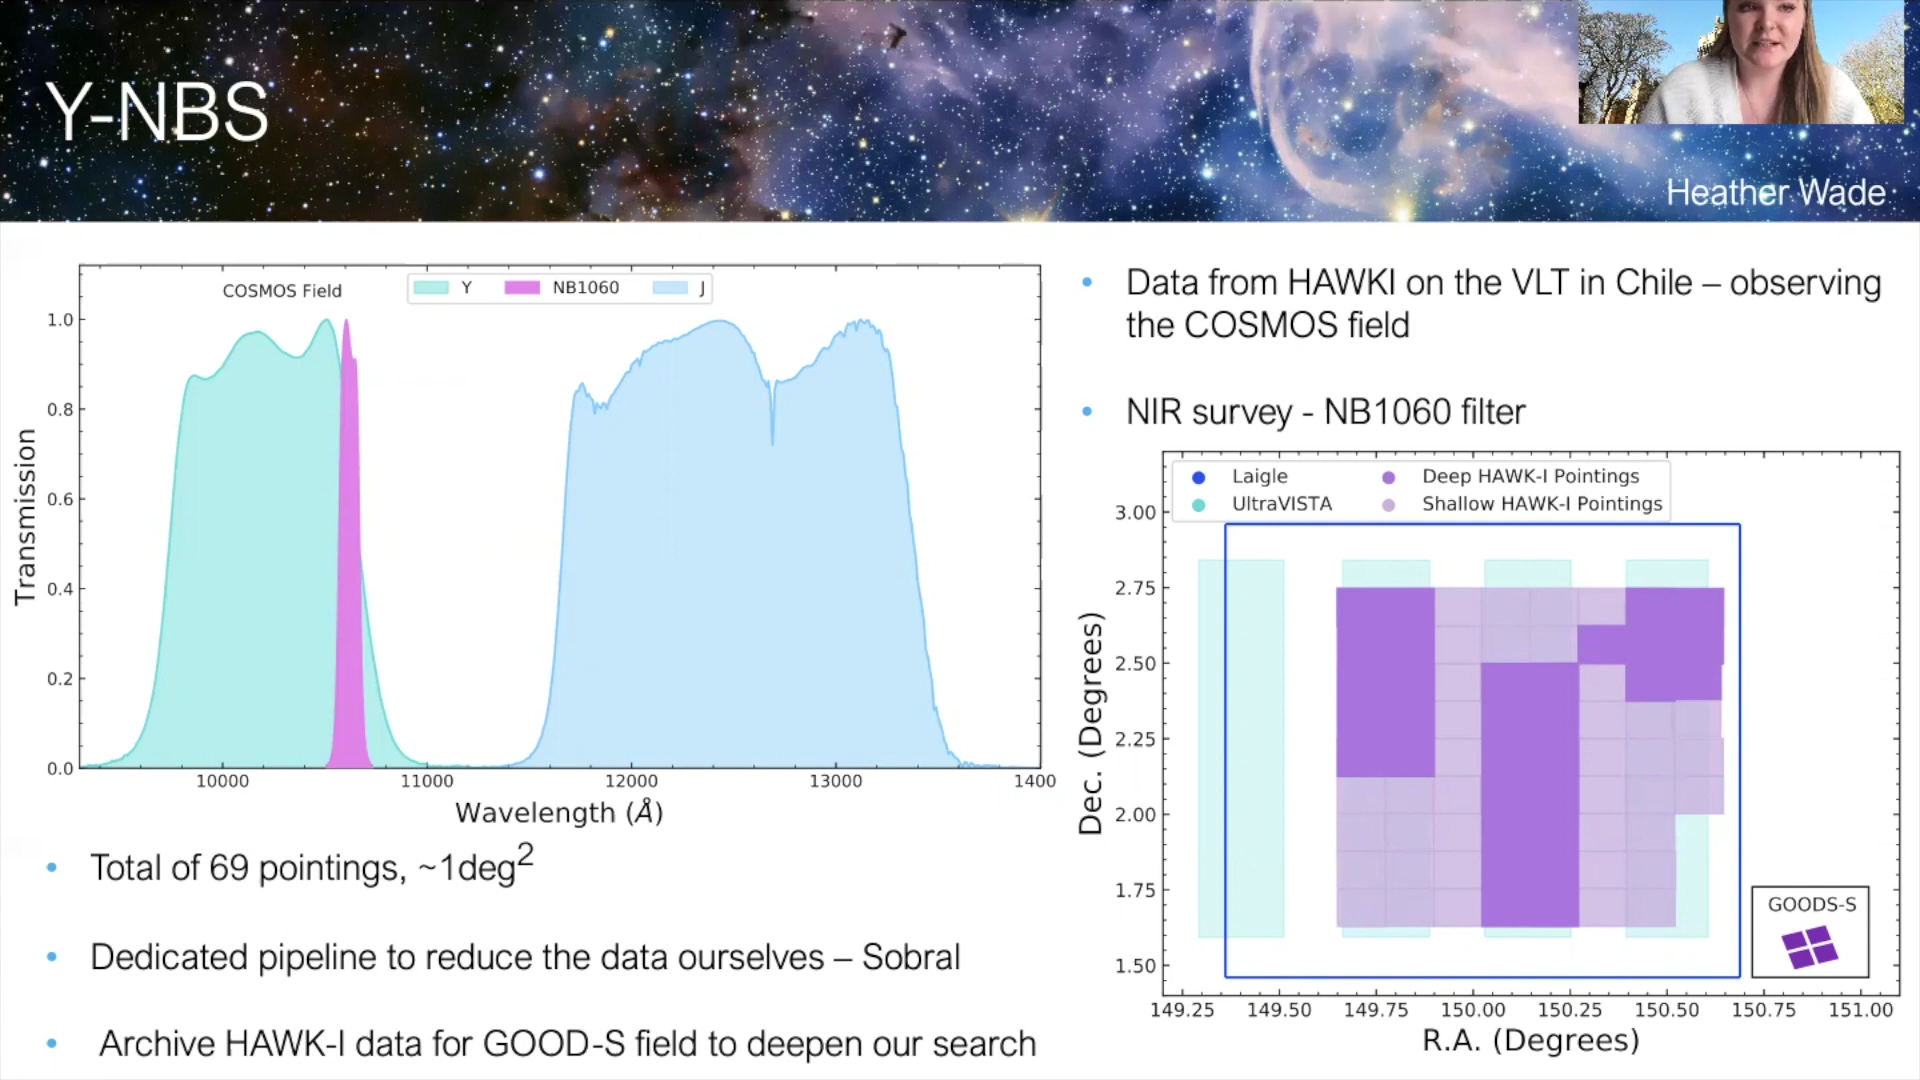 Y-NBS
Heather Wade
COSMOS Field
Y
NB1060
J
1.0
0.8
0.6
0.4
0.2
0.0
Transmission
10000
11000
12000
13000
1400
Wavelength (Å)
• Total of 69 pointings, ~1deg²
• Dedicated pipeline to reduce the data ourselves – Sobral
• Archive HAWK-I data for GOOD-S field to deepen our search
• Data from HAWKI on the VLT in Chile – observing
the COSMOS field
• NIR survey - NB1060 filter
Laigle
Deep HAWK-I Pointings
UltraVISTA
Shallow HAWK-I Pointings
3.00
2.75
2.50
2.25
2.00
1.75
1.50
Dec. (Degrees)
GOODS-S
149.25
149.50
149.75
150.00
150.25
150.50
150.75
151.00
R.A. (Degrees)